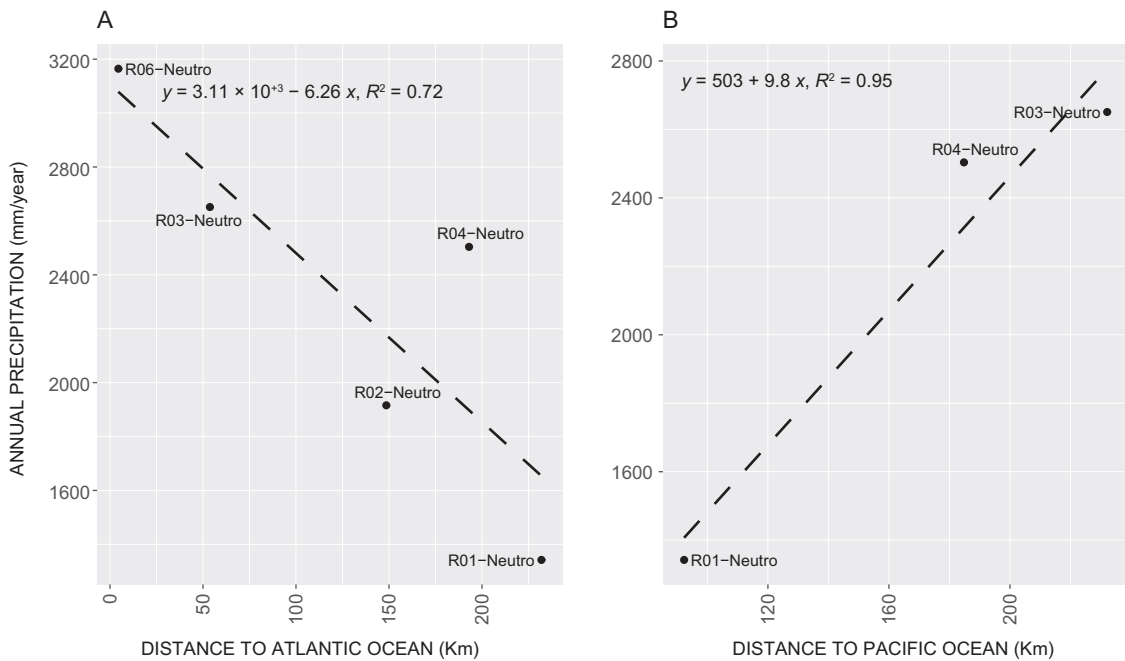 A
B
ANNUAL PRECIPITATION (mm/year)
3200
2800
2400
2000
1600
R06−Neutro
y = 3.11 × 10⁺³ − 6.26 x, R² = 0.72
R03−Neutro
R04−Neutro
R02−Neutro
R01−Neutro
0
50
100
150
200
DISTANCE TO ATLANTIC OCEAN (Km)
2800
2400
2000
1600
y = 503 + 9.8 x, R² = 0.95
R03−Neutro
R04−Neutro
R01−Neutro
120
160
200
DISTANCE TO PACIFIC OCEAN (Km)